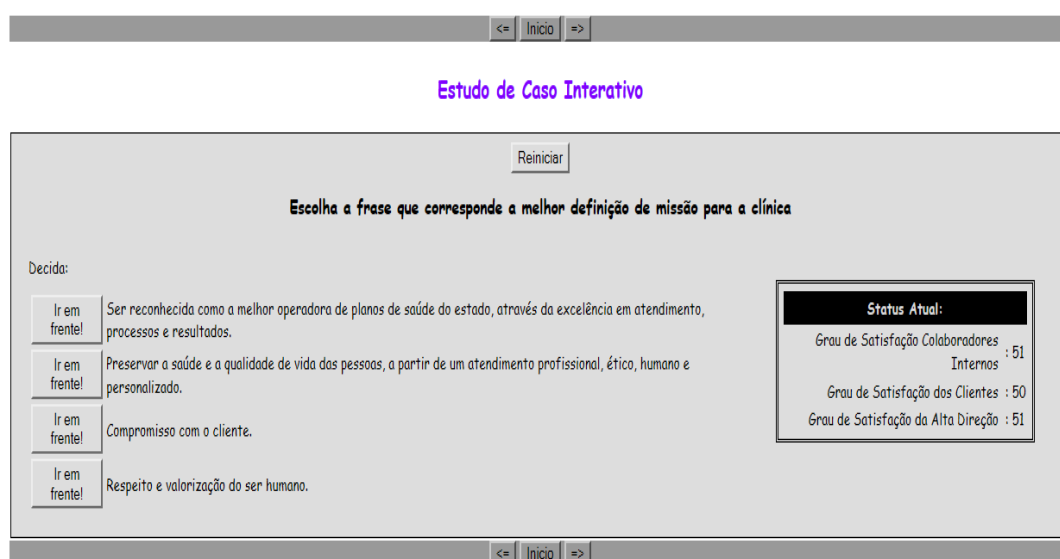 <= Inicio =>
Estudo de Caso Interativo
Reiniciar
Escolha a frase que corresponde a melhor definição de missão para a clínica
Decida:
Ir em
frente!
Ser reconhecida como a melhor operadora de planos de saúde do estado, através da excelência em atendimento,
processos e resultados.
Ir em
frente!
Preservar a saúde e a qualidade de vida das pessoas, a partir de um atendimento profissional, ético, humano e
personalizado.
Ir em
frente!
Compromisso com o cliente.
Ir em
frente!
Respeito e valorização do ser humano.
Status Atual:
Grau de Satisfação Colaboradores
Internos : 51
Grau de Satisfação dos Clientes : 50
Grau de Satisfação da Alta Direção : 51
<= Inicio =>